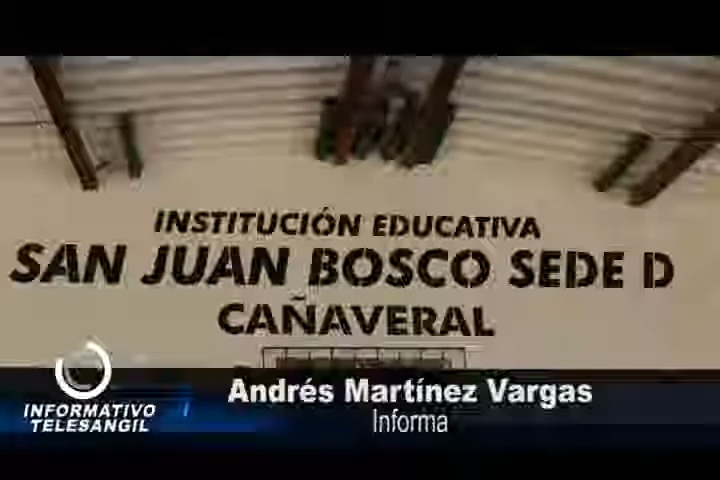 INSTITUCIÓN EDUCATIVA
SAN JUAN BOSCO SEDE D
CAÑAVERAL
Andrés Martínez Vargas
Informa
INFORMATIVO
TELESANGIL